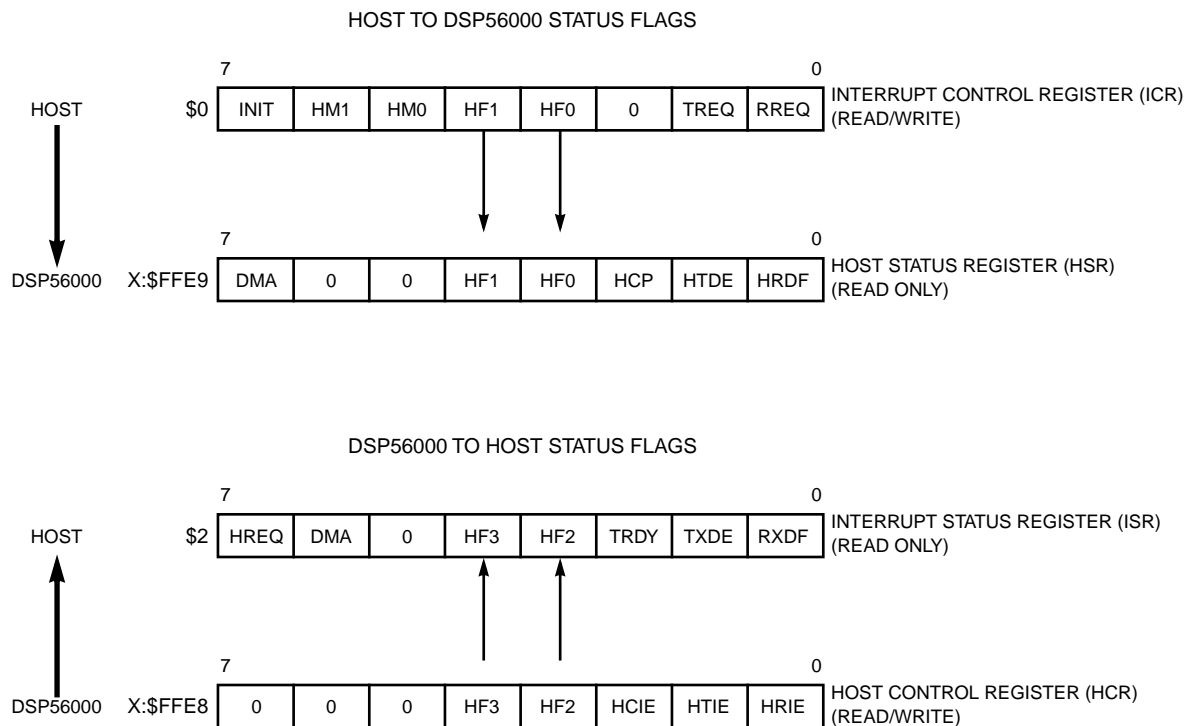 HOST TO DSP56000 STATUS FLAGS
7 0
HOST $0 INIT HM1 HM0 HF1 HF0 0 TREQ RREQ INTERRUPT CONTROL REGISTER (ICR)
(READ/WRITE)
7 0
DSP56000 X:$FFE9 DMA 0 0 HF1 HF0 HCP HTDE HRDF HOST STATUS REGISTER (HSR)
(READ ONLY)
DSP56000 TO HOST STATUS FLAGS
7 0
HOST $2 HREQ DMA 0 HF3 HF2 TRDY TXDE RXDF INTERRUPT STATUS REGISTER (ISR)
(READ ONLY)
7 0
DSP56000 X:$FFE8 0 0 0 HF3 HF2 HCIE HTIE HRIE HOST CONTROL REGISTER (HCR)
(READ/WRITE)